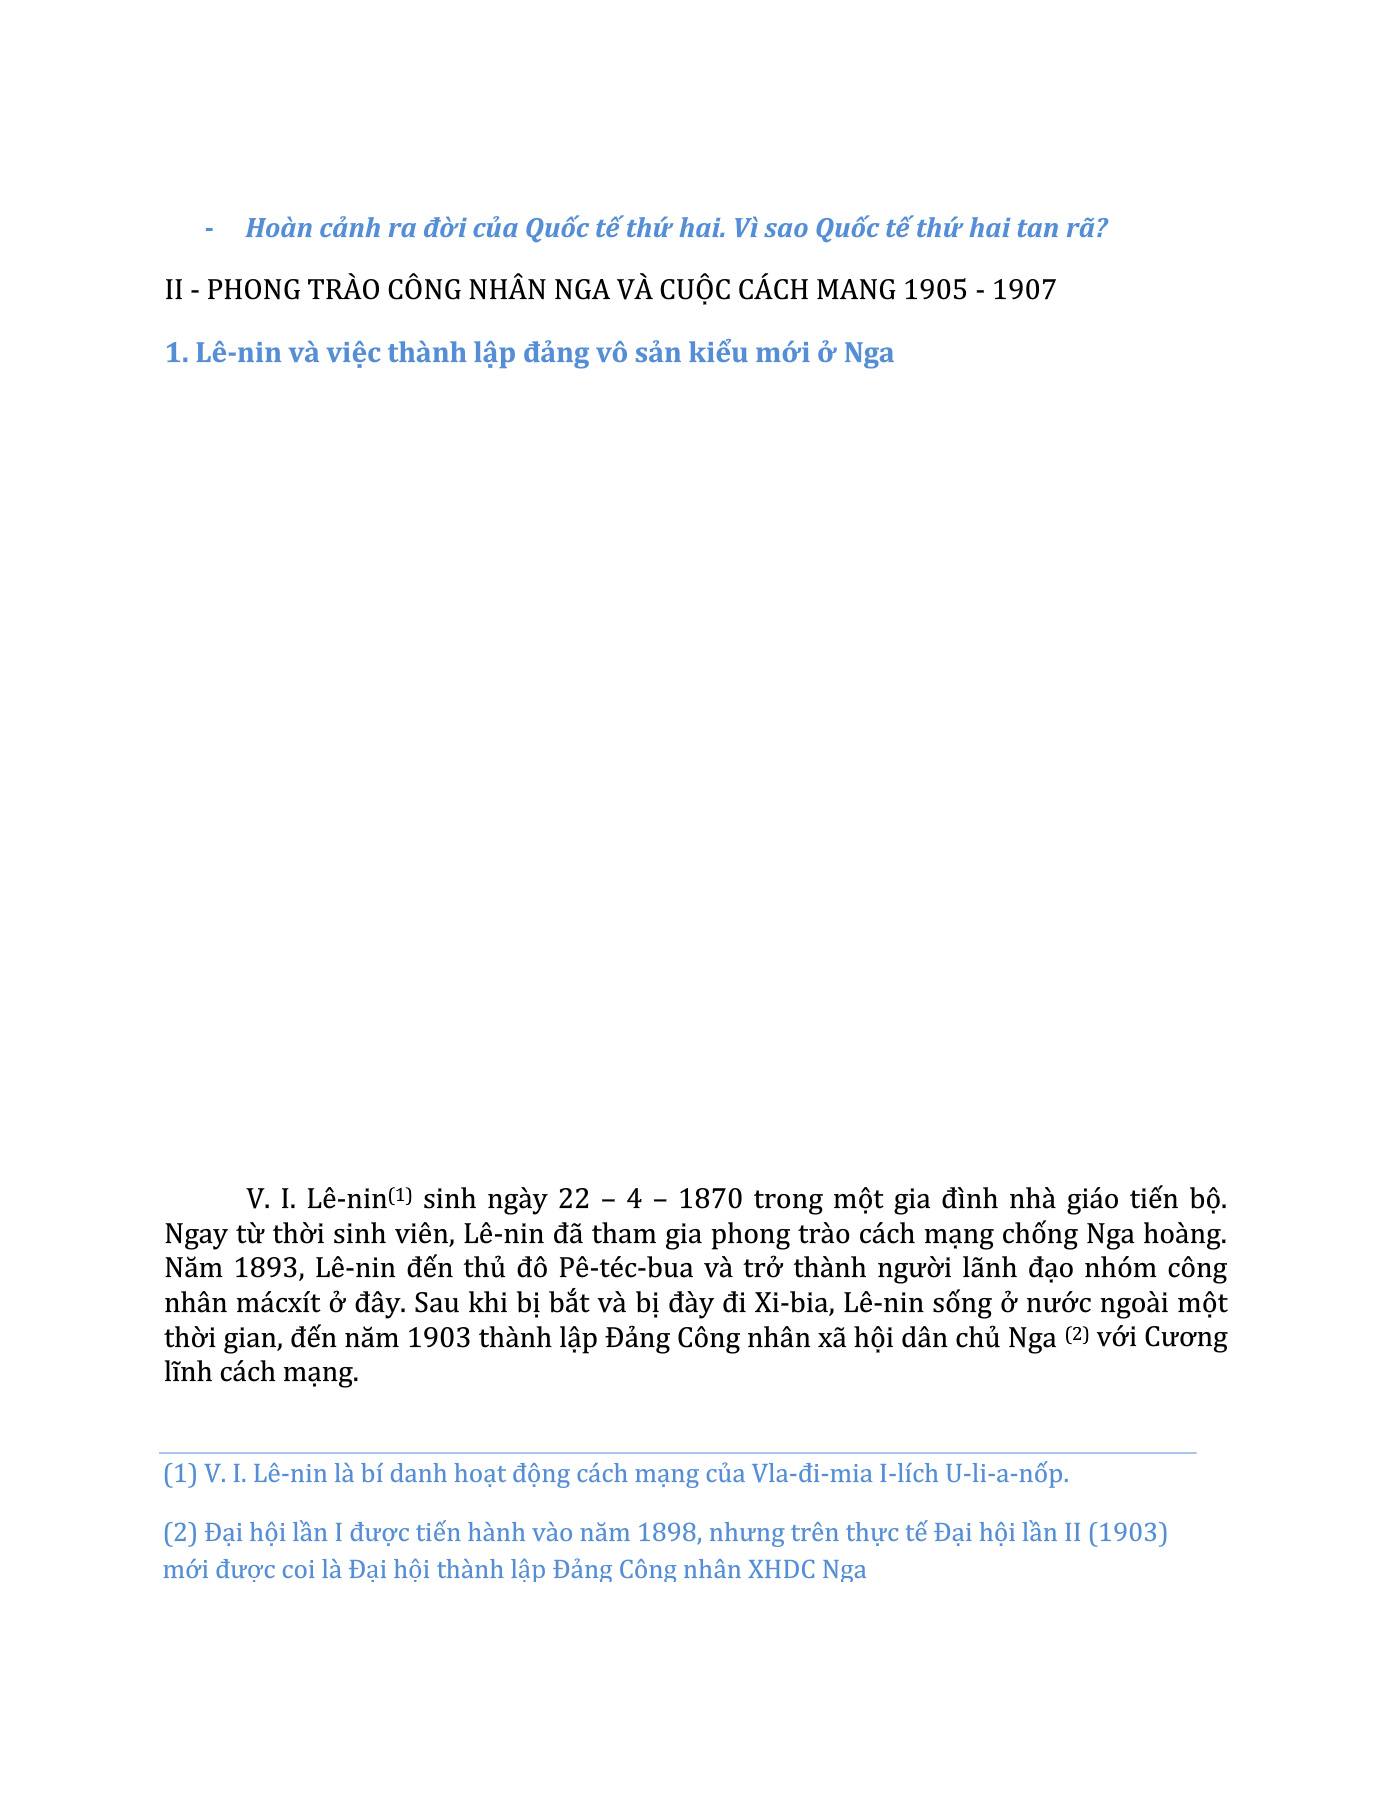 - Hoàn cảnh ra đời của Quốc tế thứ hai. Vì sao Quốc tế thứ hai tan rã?
II - PHONG TRÀO CÔNG NHÂN NGA VÀ CUỘC CÁCH MANG 1905 - 1907
1. Lê-nin và việc thành lập đảng vô sản kiểu mới ở Nga
V. I. Lê-nin(1) sinh ngày 22 – 4 – 1870 trong một gia đình nhà giáo tiến bộ.
Ngay từ thời sinh viên, Lê-nin đã tham gia phong trào cách mạng chống Nga hoàng.
Năm 1893, Lê-nin đến thủ đô Pê-téc-bua và trở thành người lãnh đạo nhóm công
nhân mácxít ở đây. Sau khi bị bắt và bị đày đi Xi-bia, Lê-nin sống ở nước ngoài một
thời gian, đến năm 1903 thành lập Đảng Công nhân xã hội dân chủ Nga (2) với Cương
lĩnh cách mạng.
(1) V. I. Lê-nin là bí danh hoạt động cách mạng của Vla-đi-mia I-lích U-li-a-nốp.
(2) Đại hội lần I được tiến hành vào năm 1898, nhưng trên thực tế Đại hội lần II (1903)
mới được coi là Đại hội thành lập Đảng Công nhân XHDC Nga